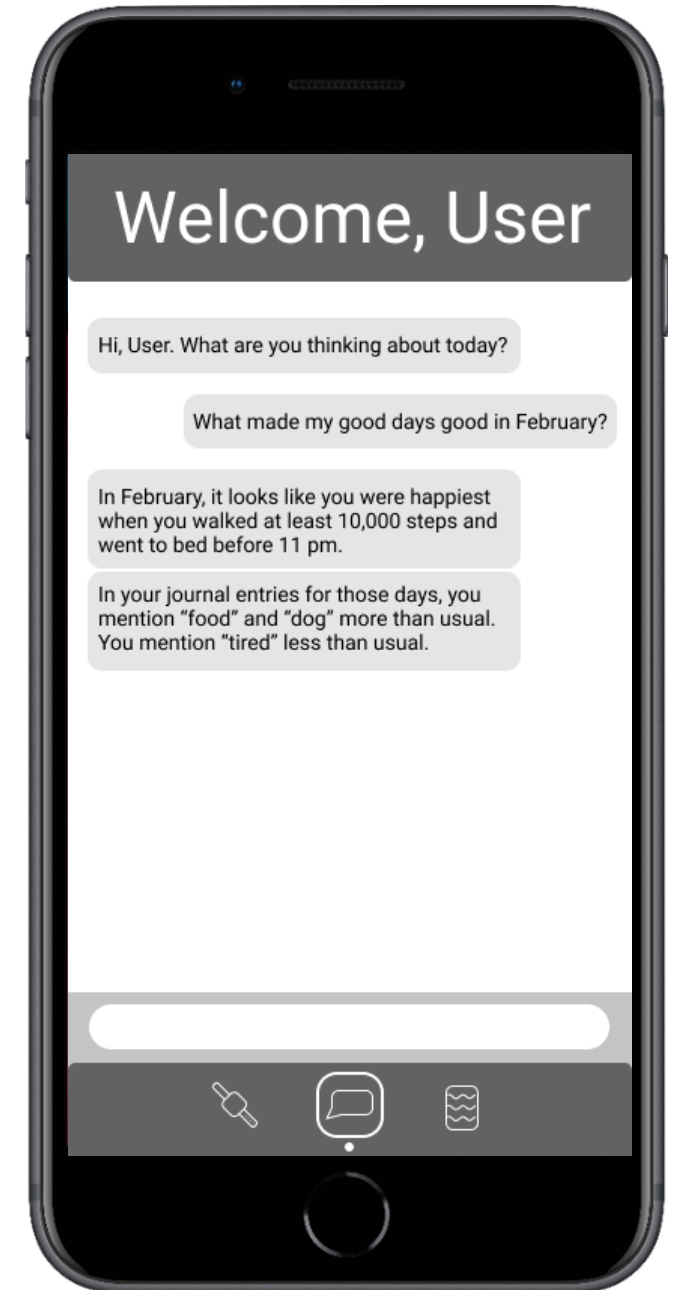 Welcome, User
Hi, User. What are you thinking about today?
What made my good days good in February?
In February, it looks like you were happiest
when you walked at least 10,000 steps and
went to bed before 11 pm.
In your journal entries for those days, you
mention “food” and “dog” more than usual.
You mention “tired” less than usual.